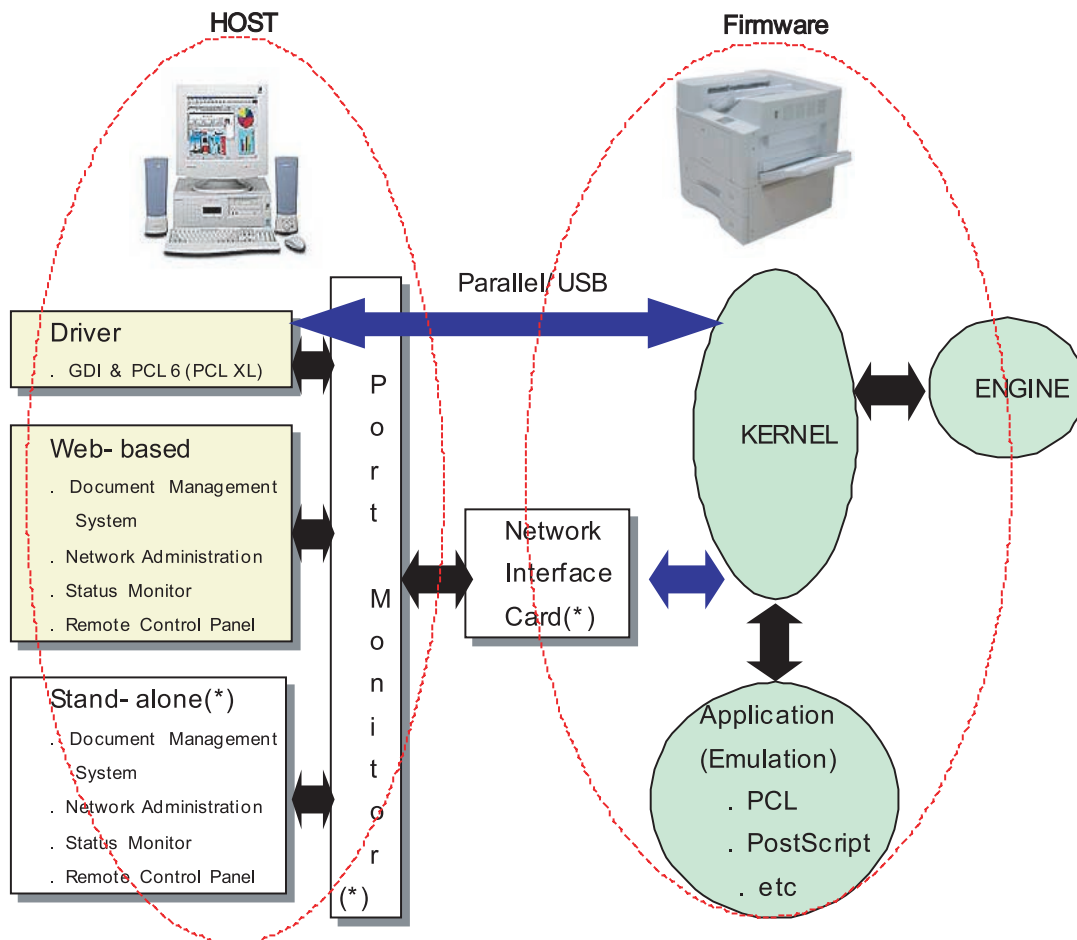 HOST
Firmware
Parallel/ USB
Driver
. GDI & PCL 6 (PCL XL)
Web- based
. Document Management
System
. Network Administration
. Status Monitor
. Remote Control Panel
Stand- alone(*)
. Document Management
System
. Network Administration
. Status Monitor
. Remote Control Panel
P
o
r
t
M
o
n
i
t
o
r
(*)
Network
Interface
Card(*)
KERNEL
ENGINE
Application
(Emulation)
. PCL
. PostScript
. etc